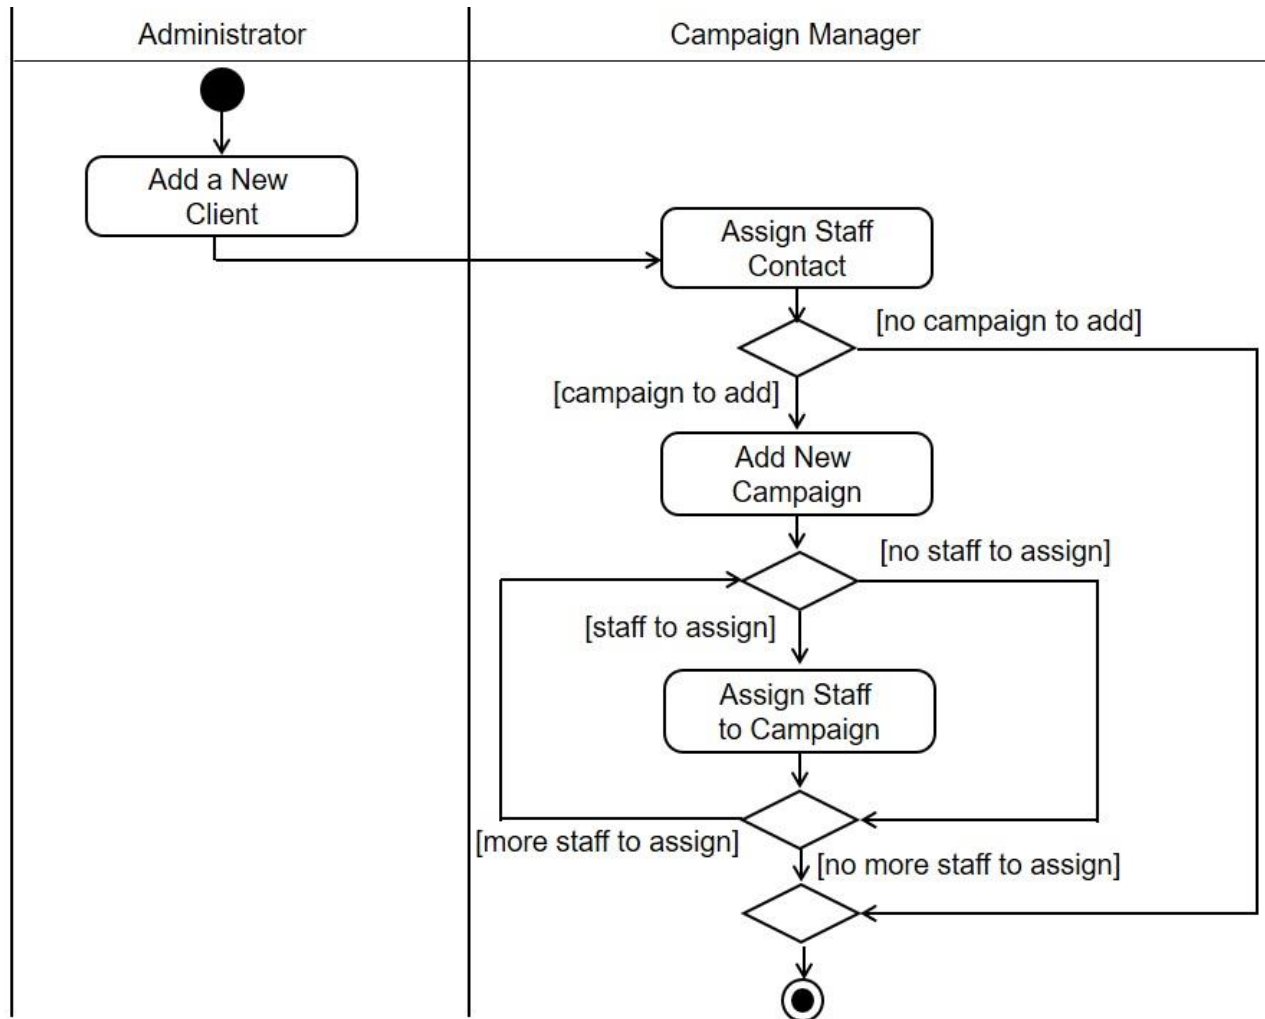 Administrator
Campaign Manager
Add a New
Client
Assign Staff
Contact
[no campaign to add]
[campaign to add]
Add New
Campaign
[no staff to assign]
[staff to assign]
Assign Staff
to Campaign
[more staff to assign]
[no more staff to assign]